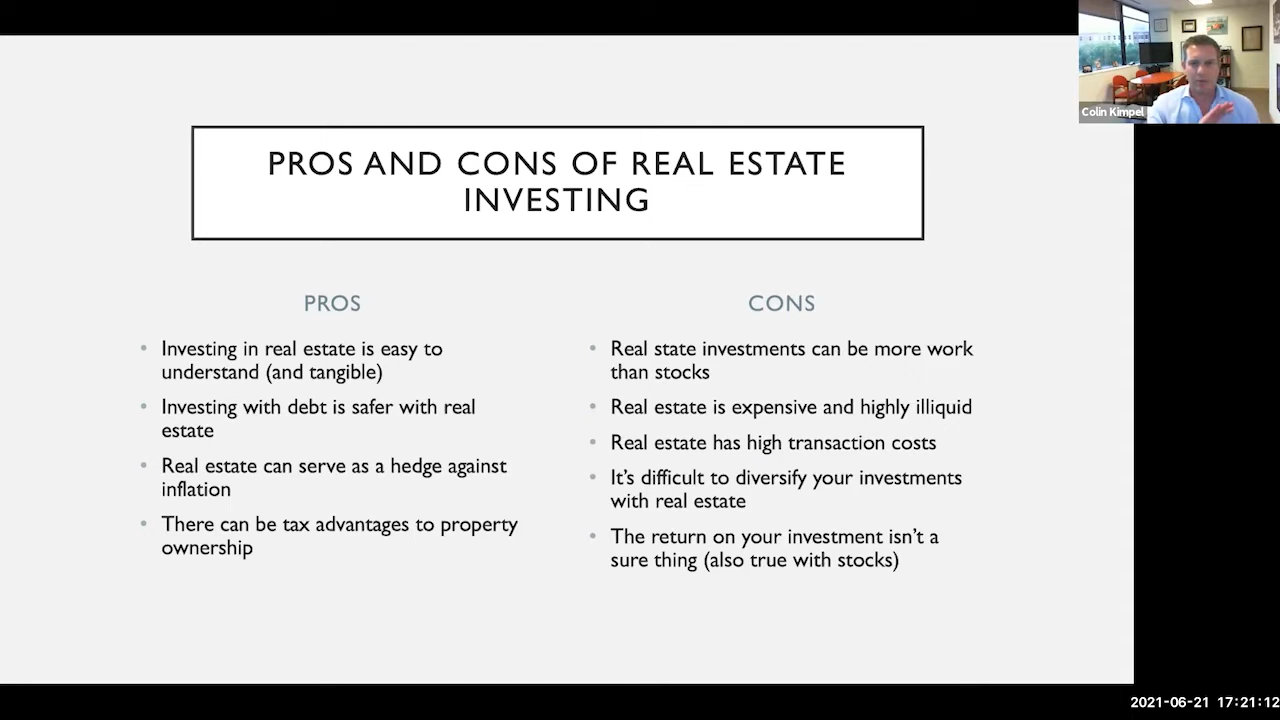 Colin Kimpel
PROS AND CONS OF REAL ESTATE
INVESTING
PROS
• Investing in real estate is easy to
understand (and tangible)
• Investing with debt is safer with real
estate
• Real estate can serve as a hedge against
inflation
• There can be tax advantages to property
ownership
CONS
• Real state investments can be more work
than stocks
• Real estate is expensive and highly illiquid
• Real estate has high transaction costs
• It’s difficult to diversify your investments
with real estate
• The return on your investment isn’t a
sure thing (also true with stocks)
2021-06-21 17:21:12